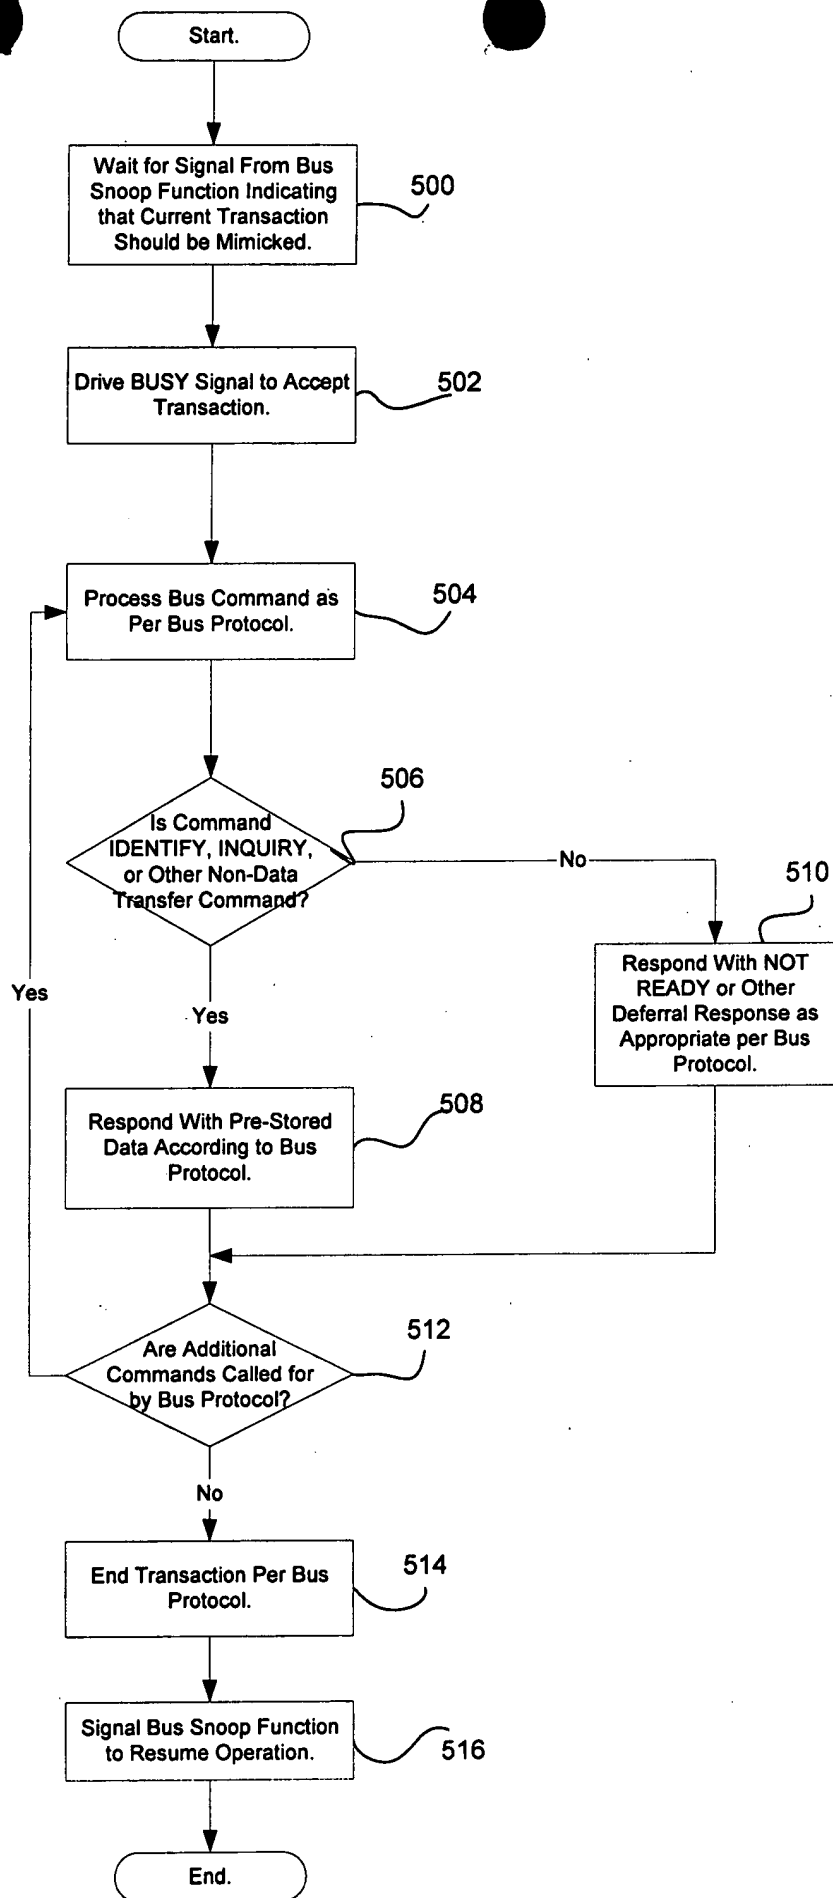 Start.
Wait for Signal From Bus
Snoop Function Indicating
that Current Transaction
Should be Mimicked.
500
Drive BUSY Signal to Accept
Transaction.
502
Process Bus Command as
Per Bus Protocol.
504
506
Is Command
IDENTIFY, INQUIRY,
or Other Non-Data
Transfer Command?
No
510
Respond With NOT
READY or Other
Deferral Response as
Appropriate per Bus
Protocol.
Yes
Yes
508
Respond With Pre-Stored
Data According to Bus
Protocol.
512
Are Additional
Commands Called for
by Bus Protocol?
No
514
End Transaction Per Bus
Protocol.
Signal Bus Snoop Function
to Resume Operation.
516
End.